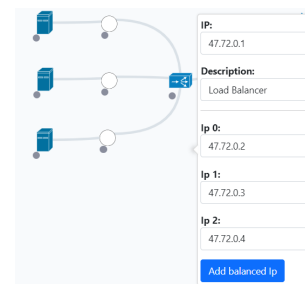 IP:
47.72.0.1
Description:
Load Balancer
Ip 0:
47.72.0.2
Ip 1:
47.72.0.3
Ip 2:
47.72.0.4
Add balanced Ip